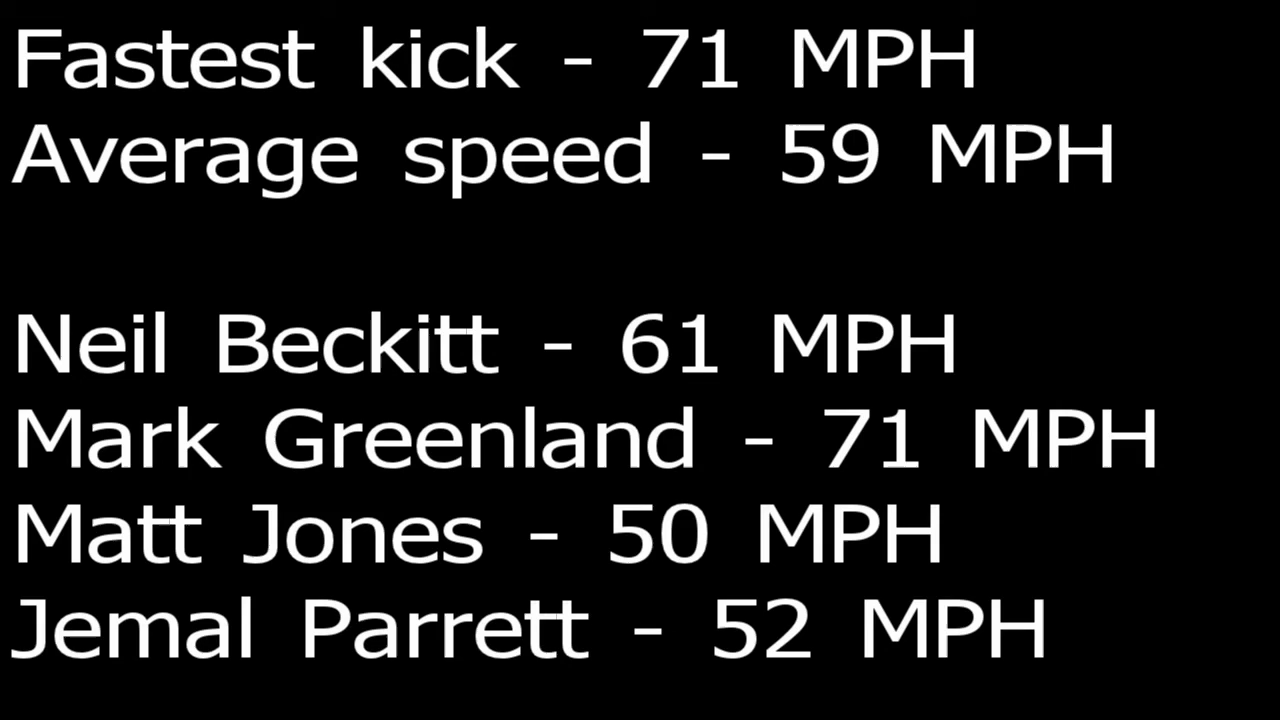 Fastest kick - 71 MPH
Average speed - 59 MPH
Neil Beckitt - 61 MPH
Mark Greenland - 71 MPH
Matt Jones - 50 MPH
Jemal Parrett - 52 MPH